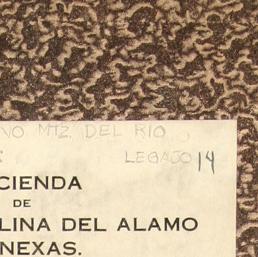 NO MTZ. DEL RIO
LEGAJO 14
CIENDA
DE
LINA DEL ALAMO
NEXAS.